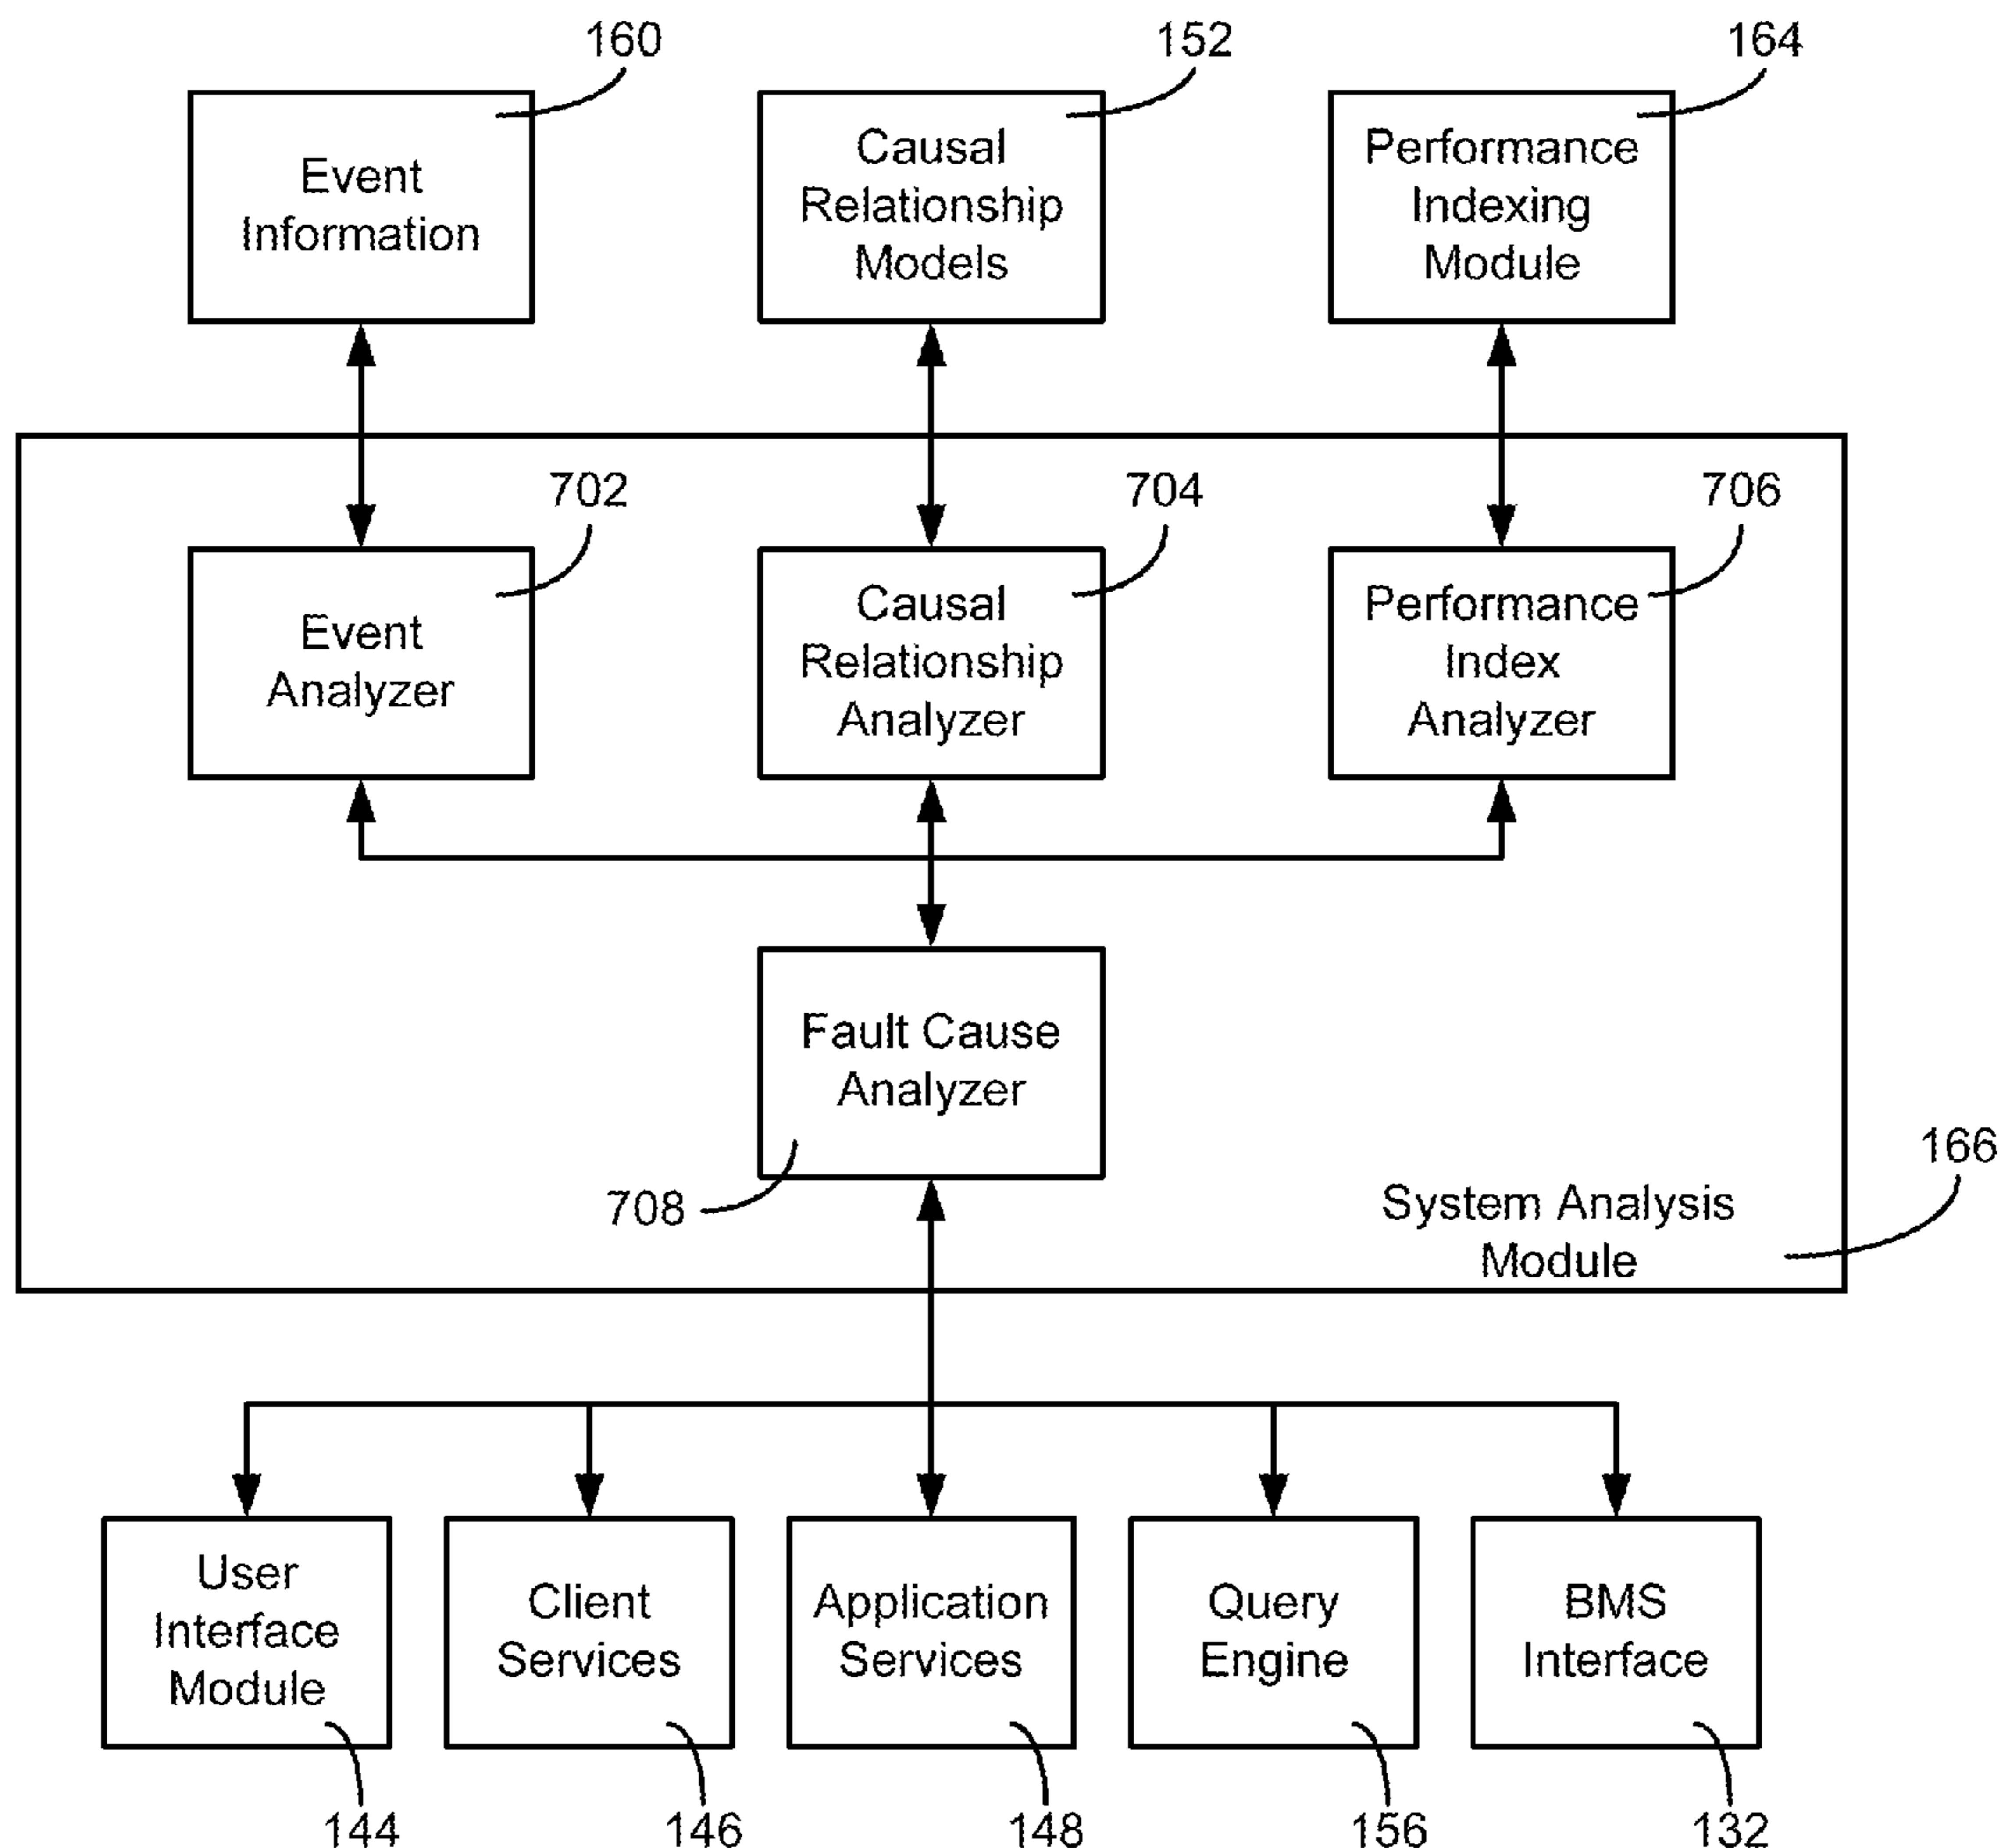 160
152
164
Event
Information
Causal
Relationship
Models
Performance
Indexing
Module
702
704
706
Event
Analyzer
Causal
Relationship
Analyzer
Performance
Index
Analyzer
Fault Cause
Analyzer
708
System Analysis
Module
166
User
Interface
Module
Client
Services
Application
Services
Query
Engine
BMS
Interface
144
146
148
156
132